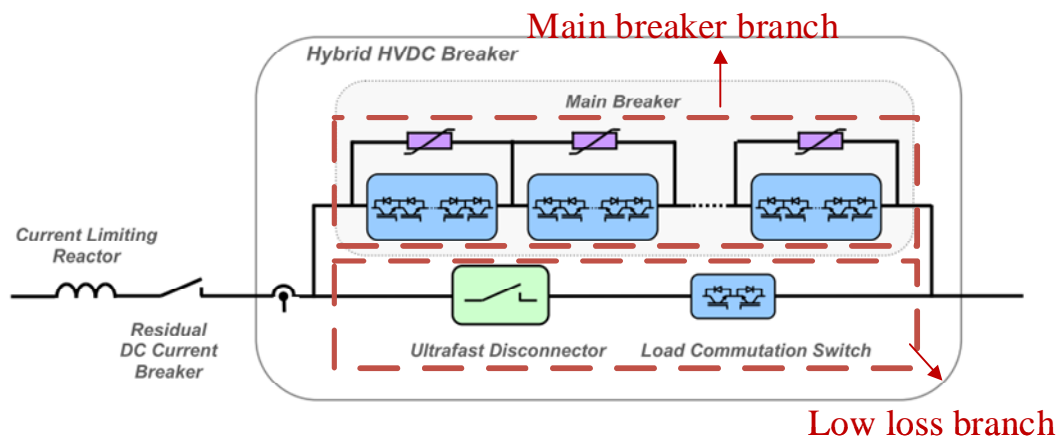 Main breaker branch
Hybrid HVDC Breaker
Main Breaker
Current Limiting
Reactor
Residual
DC Current
Breaker
Ultrafast Disconnector
Load Commutation Switch
Low loss branch